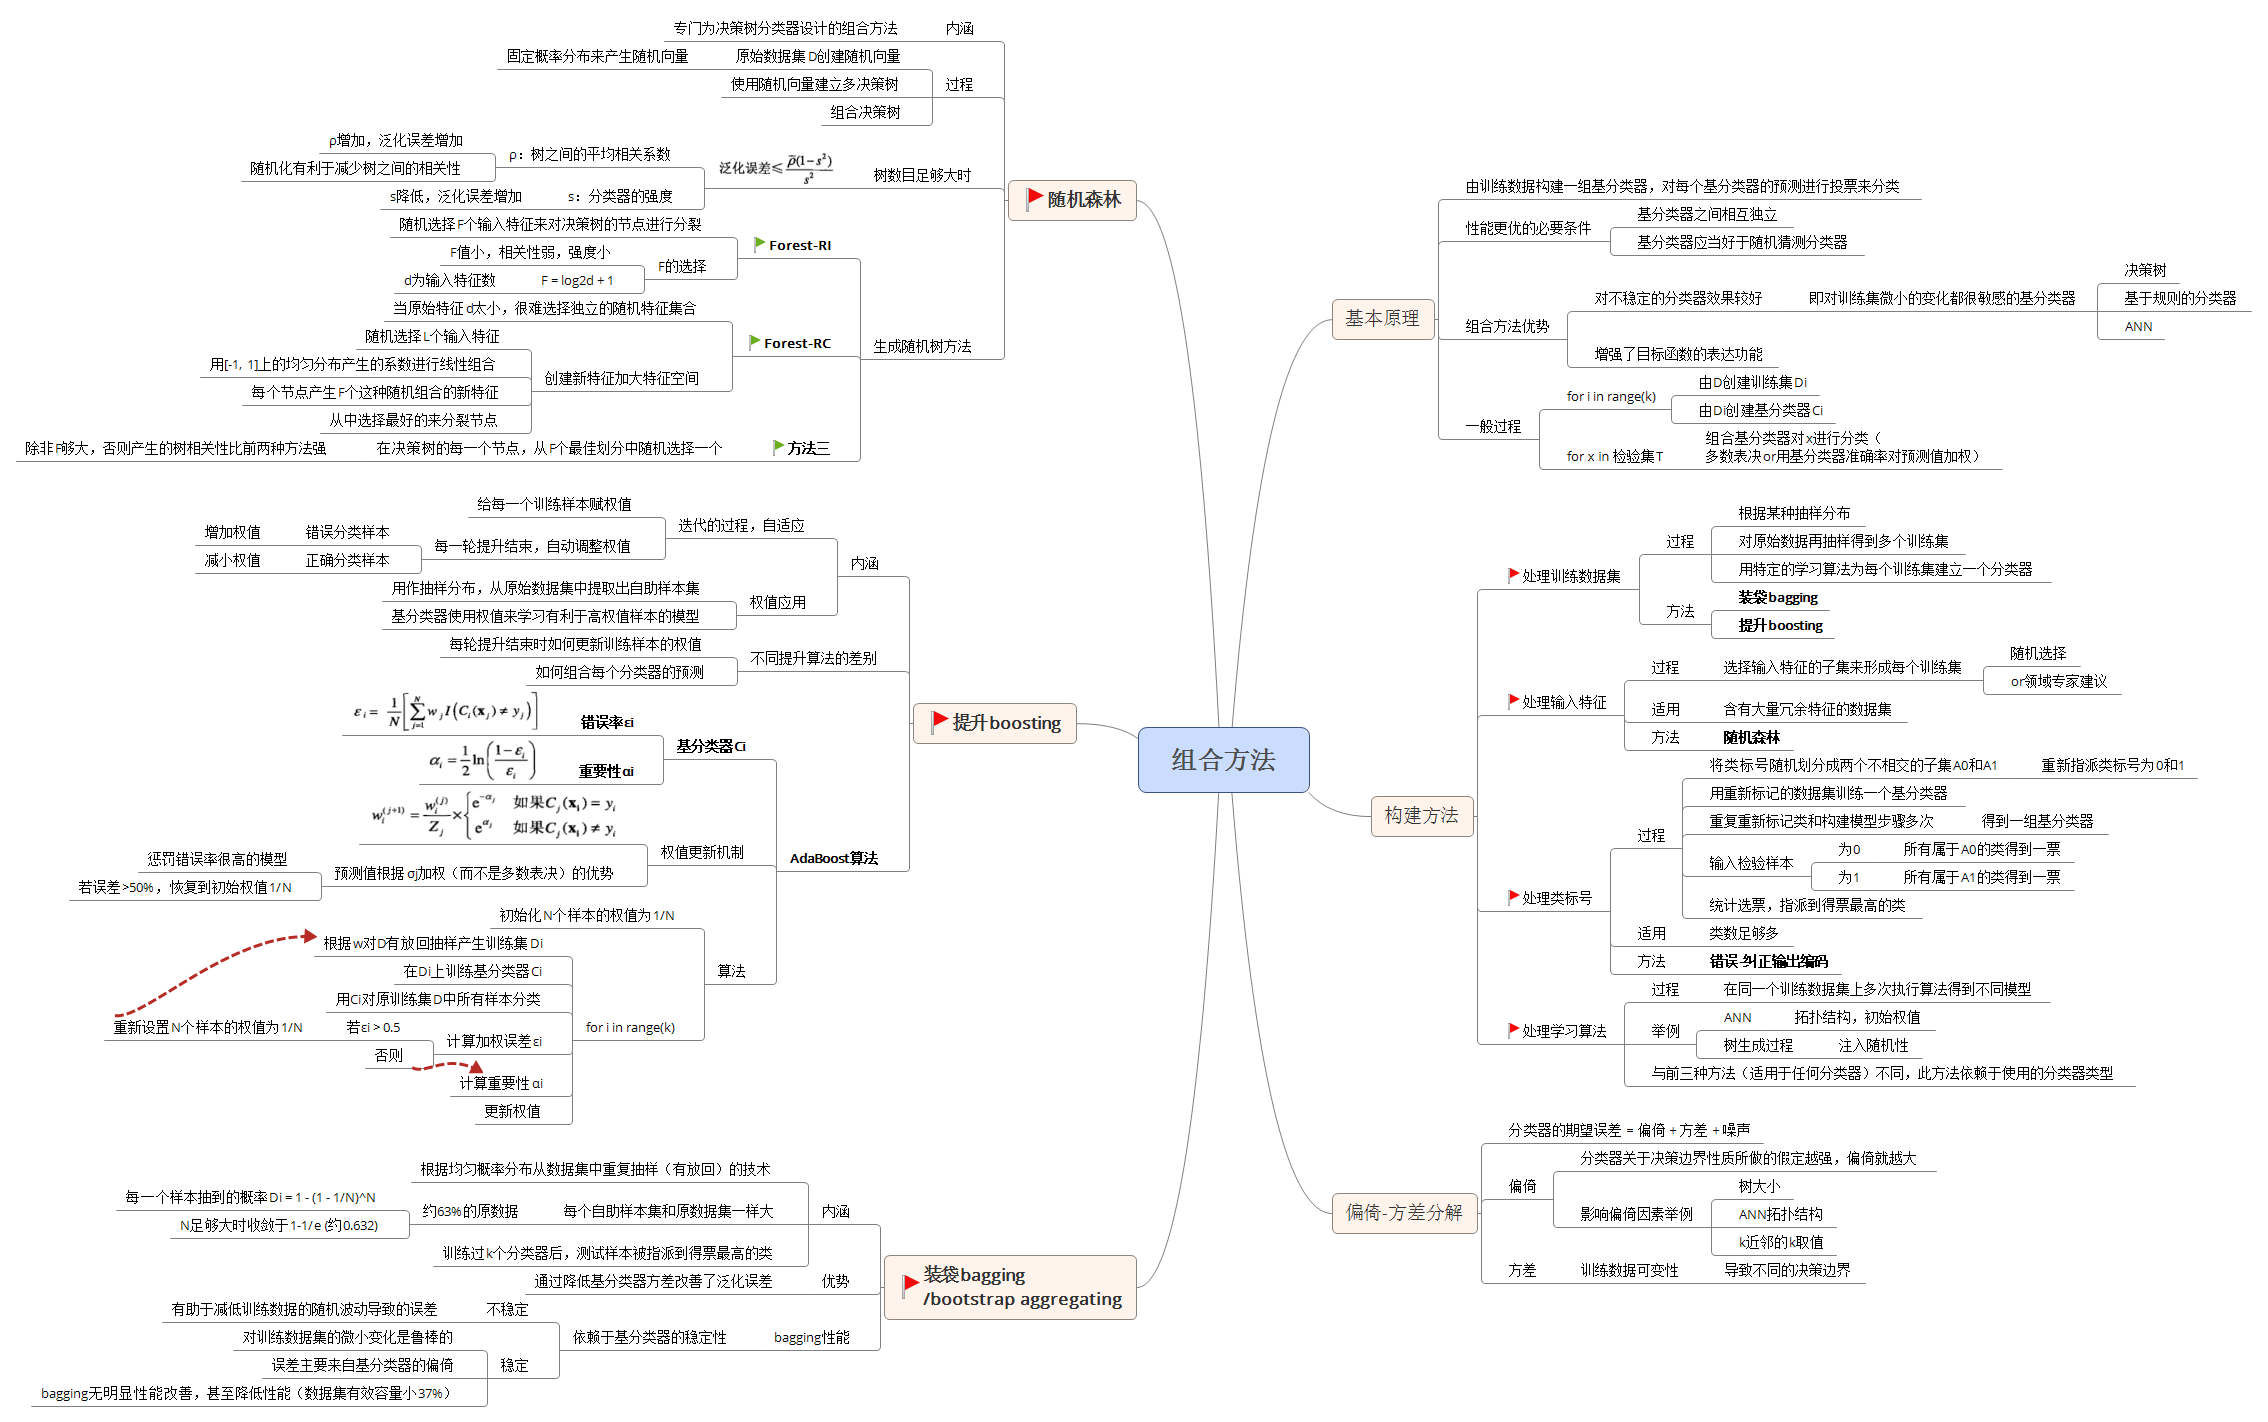 组合方法
基本原理
由训练数据构建一组基分类器，对每个基分类器的预测进行投票来分类
性能更优的必要条件
基分类器之间相互独立
基分类器应当好于随机猜测分类器
组合方法优势
对不稳定的分类器效果较好
即对训练集微小的变化都很敏感的基分类器
决策树
基于规则的分类器
ANN
增强了目标函数的表达功能
一般过程
for i in range(k)
由D创建训练集Di
由Di创建基分类器Ci
for x in 检验集T
组合基分类器对x进行分类（
多数表决or用基分类器准确率对预测值加权）
构建方法
处理训练数据集
过程
根据某种抽样分布
对原始数据再抽样得到多个训练集
用特定的学习算法为每个训练集建立一个分类器
方法
装袋bagging
提升boosting
处理输入特征
过程
选择输入特征的子集来形成每个训练集
随机选择
or领域专家建议
适用
含有大量冗余特征的数据集
方法
随机森林
处理类标号
过程
将类标号随机划分成两个不相交的子集A0和A1
重新指派类标号为0和1
用重新标记的数据集训练一个基分类器
重复重新标记类和构建模型步骤多次
得到一组基分类器
输入检验样本
为0
所有属于A0的类得到一票
为1
所有属于A1的类得到一票
统计选票，指派到得票最高的类
适用
类数足够多
方法
错误-纠正输出编码
处理学习算法
过程
在同一个训练数据集上多次执行算法得到不同模型
举例
ANN
拓扑结构，初始权值
树生成过程
注入随机性
与前三种方法（适用于任何分类器）不同，此方法依赖于使用的分类器类型
偏倚-方差分解
分类器的期望误差 = 偏倚 + 方差 + 噪声
偏倚
分类器关于决策边界性质所做的假定越强，偏倚就越大
影响偏倚因素举例
树大小
ANN拓扑结构
k近邻的k取值
方差
训练数据可变性
导致不同的决策边界
随机森林
内涵
专门为决策树分类器设计的组合方法
过程
原始数据集D创建随机向量
固定概率分布来产生随机向量
使用随机向量建立多决策树
组合决策树
树数目足够大时
泛化误差≤ρ̄(1−s²)/s²
ρ：树之间的平均相关系数
ρ增加，泛化误差增加
随机化有利于减少树之间的相关性
s：分类器的强度
s降低，泛化误差增加
生成随机树方法
Forest-RI
随机选择F个输入特征来对决策树的节点进行分裂
F的选择
F值小，相关性弱，强度小
F = log2d + 1
d为输入特征数
Forest-RC
当原始特征d太小，很难选择独立的随机特征集合
创建新特征加大特征空间
随机选择L个输入特征
用[-1, 1]上的均匀分布产生的系数进行线性组合
每个节点产生F个这种随机组合的新特征
从中选择最好的来分裂节点
方法三
在决策树的每一个节点，从F个最佳划分中随机选择一个
除非F够大，否则产生的树相关性比前两种方法强
提升boosting
内涵
迭代的过程，自适应
给每一个训练样本赋权值
每一轮提升结束，自动调整权值
错误分类样本
增加权值
正确分类样本
减小权值
权值应用
用作抽样分布，从原始数据集中提取出自助样本集
基分类器使用权值来学习有利于高权值样本的模型
不同提升算法的差别
每轮提升结束时如何更新训练样本的权值
如何组合每个分类器的预测
AdaBoost算法
基分类器Ci
错误率εi
ε_i = 1/N [∑_{j=1}^{N} w_j I(C_i(x_j) ≠ y_j)]
重要性αi
α_i = 1/2 ln((1−ε_i)/ε_i)
权值更新机制
w_i^{(j+1)} = w_i^{(j)}/Z_j × { e^{−α_j} 如果C_j(x_i) = y_i
e^{α_j} 如果C_j(x_i) ≠ y_i
预测值根据σj加权（而不是多数表决）的优势
惩罚错误率很高的模型
若误差>50%，恢复到初始权值1/N
算法
初始化N个样本的权值为1/N
for i in range(k)
根据w对D有放回抽样产生训练集Di
在Di上训练基分类器Ci
用Ci对原训练集D中所有样本分类
计算加权误差εi
若εi > 0.5
重新设置N个样本的权值为1/N
否则
计算重要性αi
更新权值
装袋bagging
/bootstrap aggregating
内涵
根据均匀概率分布从数据集中重复抽样（有放回）的技术
每个自助样本集和原数据集一样大
约63%的原数据
每一个样本抽到的概率Di = 1 - (1 - 1/N)^N
N足够大时收敛于1-1/e (约0.632)
训练过k个分类器后，测试样本被指派到得票最高的类
优势
通过降低基分类器方差改善了泛化误差
bagging性能
依赖于基分类器的稳定性
不稳定
有助于减低训练数据的随机波动导致的误差
稳定
对训练数据集的微小变化是鲁棒的
误差主要来自基分类器的偏倚
bagging无明显性能改善，甚至降低性能（数据集有效容量小37%）